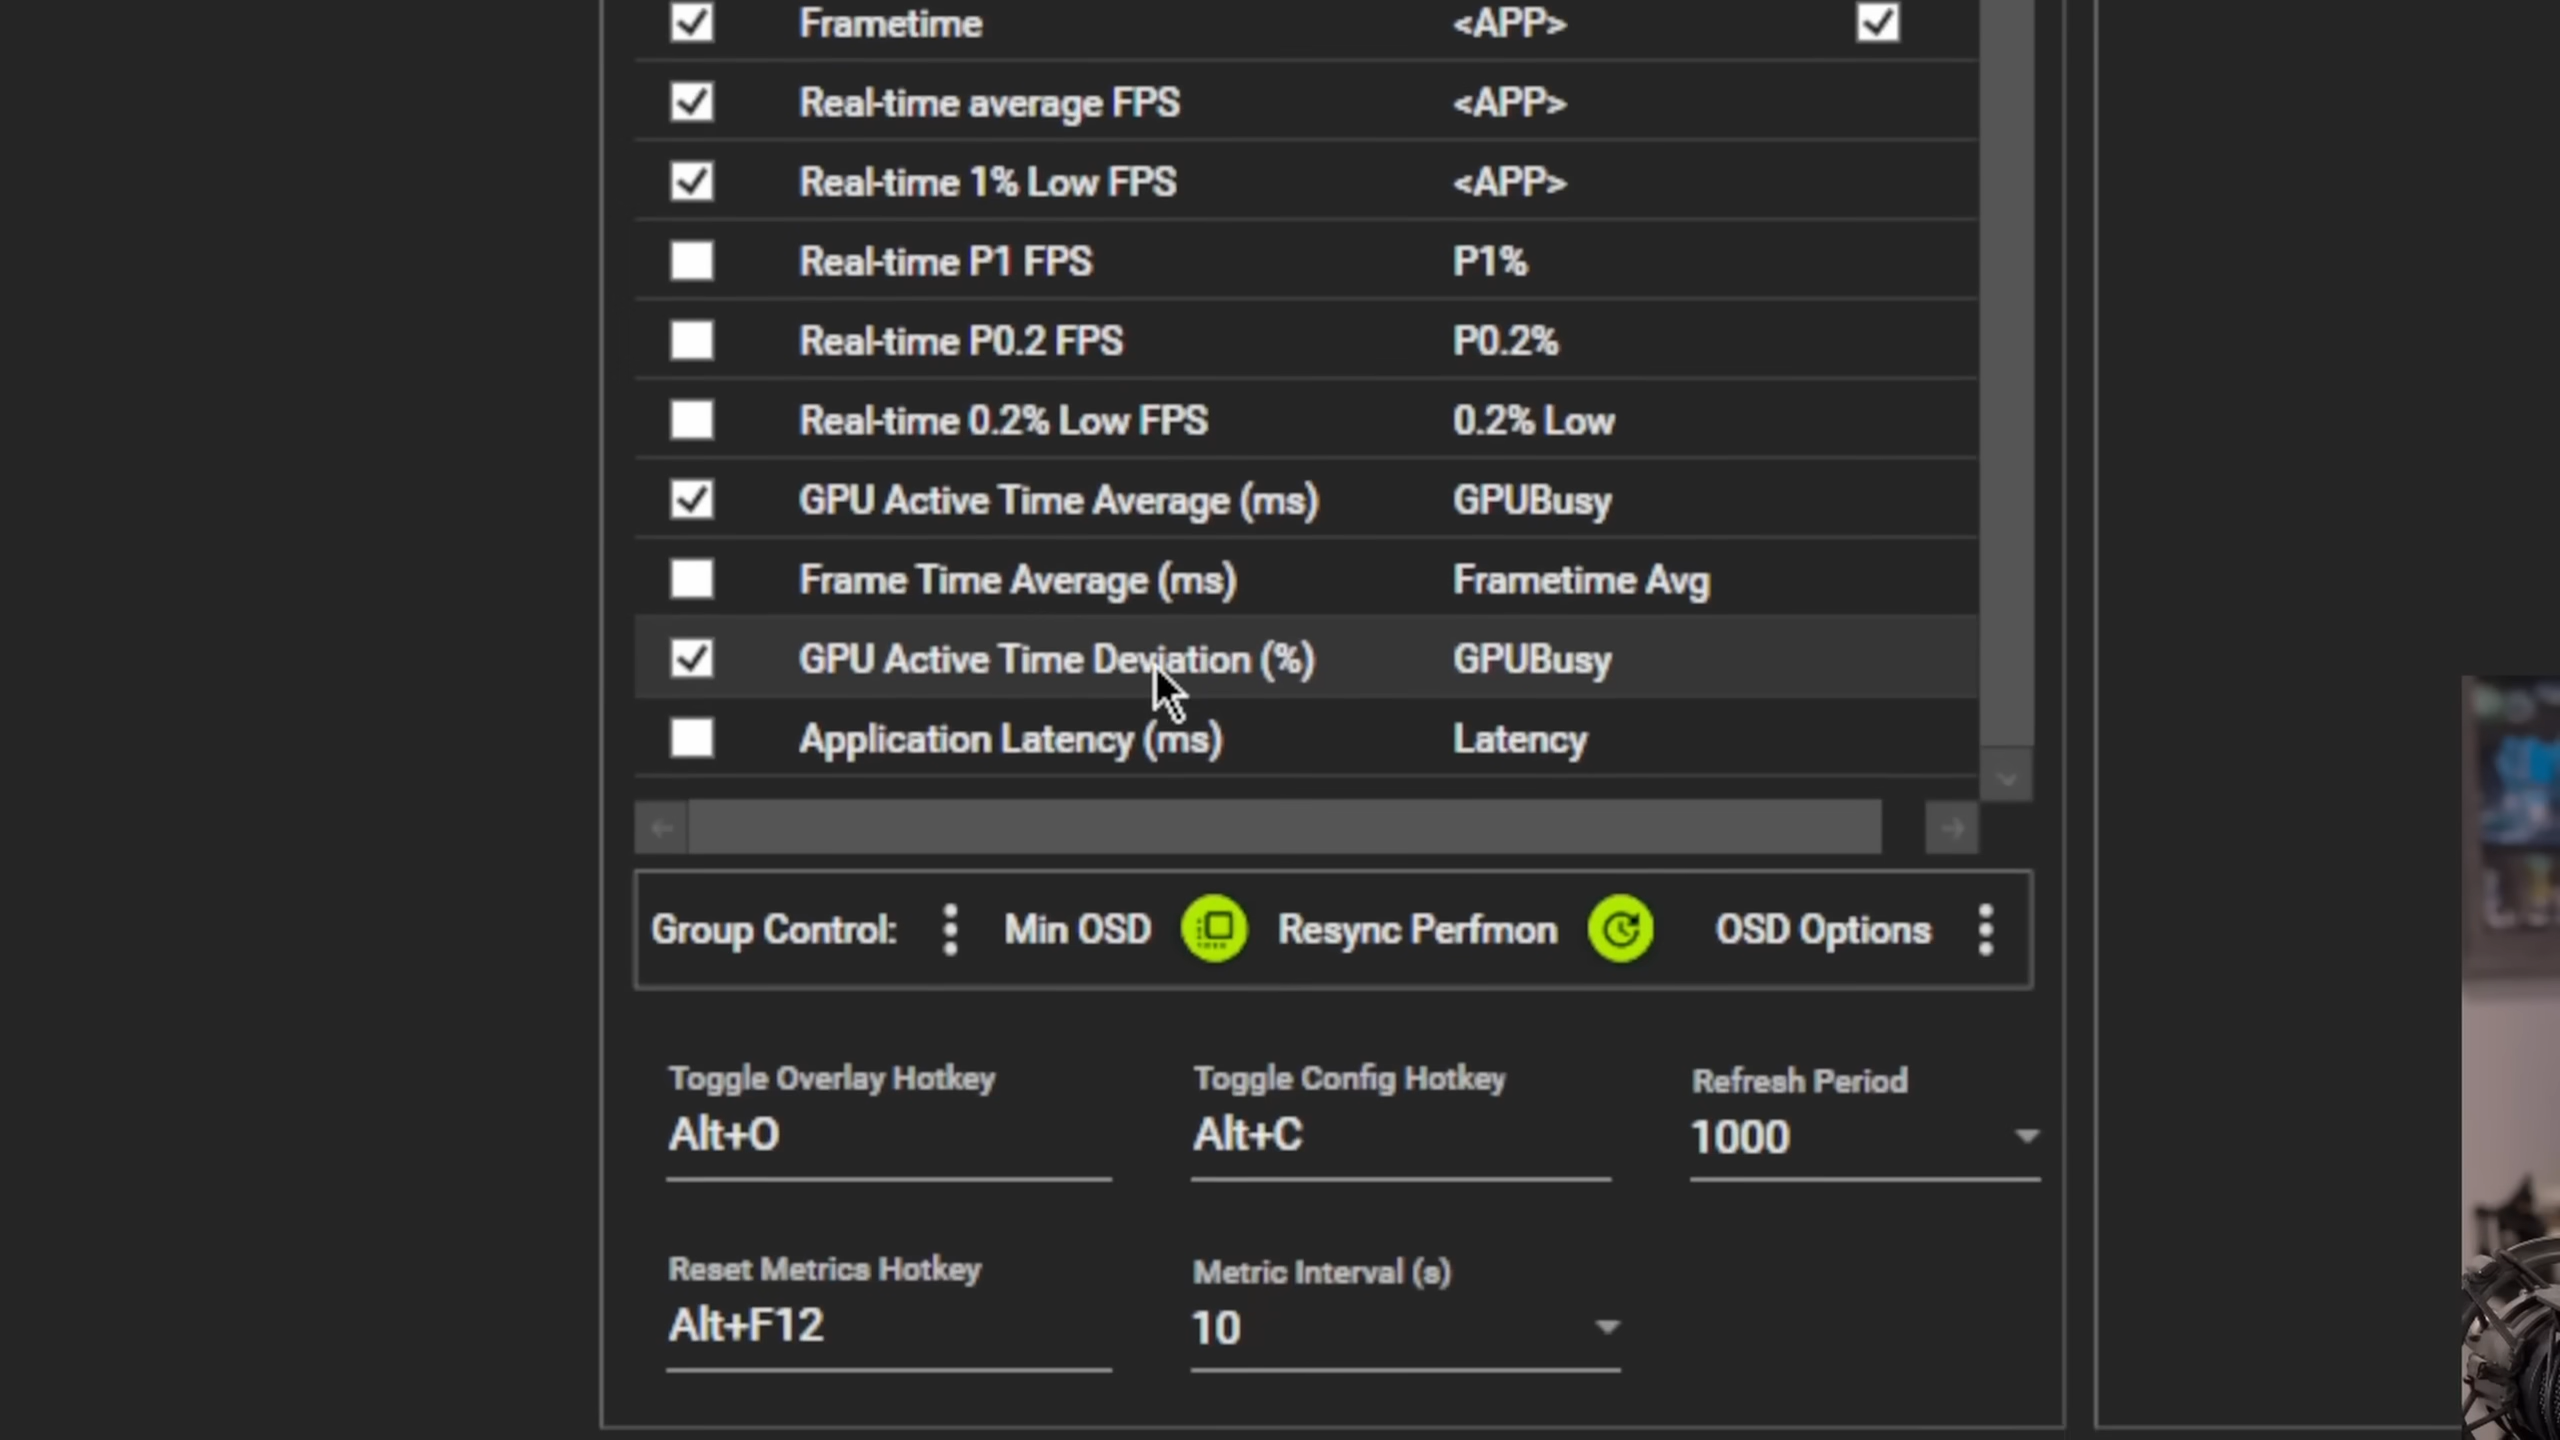 Frametime <APP>
Real-time average FPS <APP>
Real-time 1% Low FPS <APP>
Real-time P1 FPS P1%
Real-time P0.2 FPS P0.2%
Real-time 0.2% Low FPS 0.2% Low
GPU Active Time Average (ms) GPUBusy
Frame Time Average (ms) Frametime Avg
GPU Active Time Deviation (%) GPUBusy
Application Latency (ms) Latency
Group Control: Min OSD Resync Perfmon OSD Options
Toggle Overlay Hotkey Toggle Config Hotkey Refresh Period
Alt+O Alt+C 1000
Reset Metrics Hotkey Metric Interval (s)
Alt+F12 10